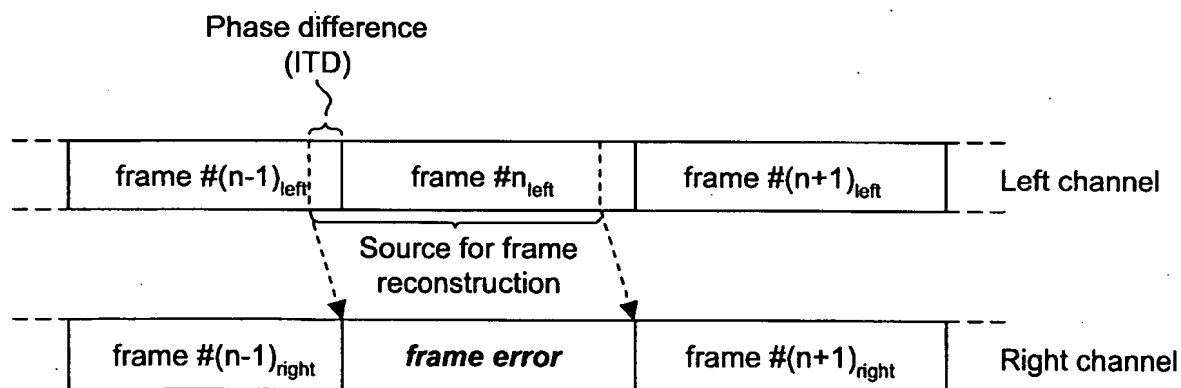 Phase difference
(ITD)
frame #(n-1)left
frame #nleft
frame #(n+1)left
Left channel
Source for frame
reconstruction
frame #(n-1)right
frame error
frame #(n+1)right
Right channel